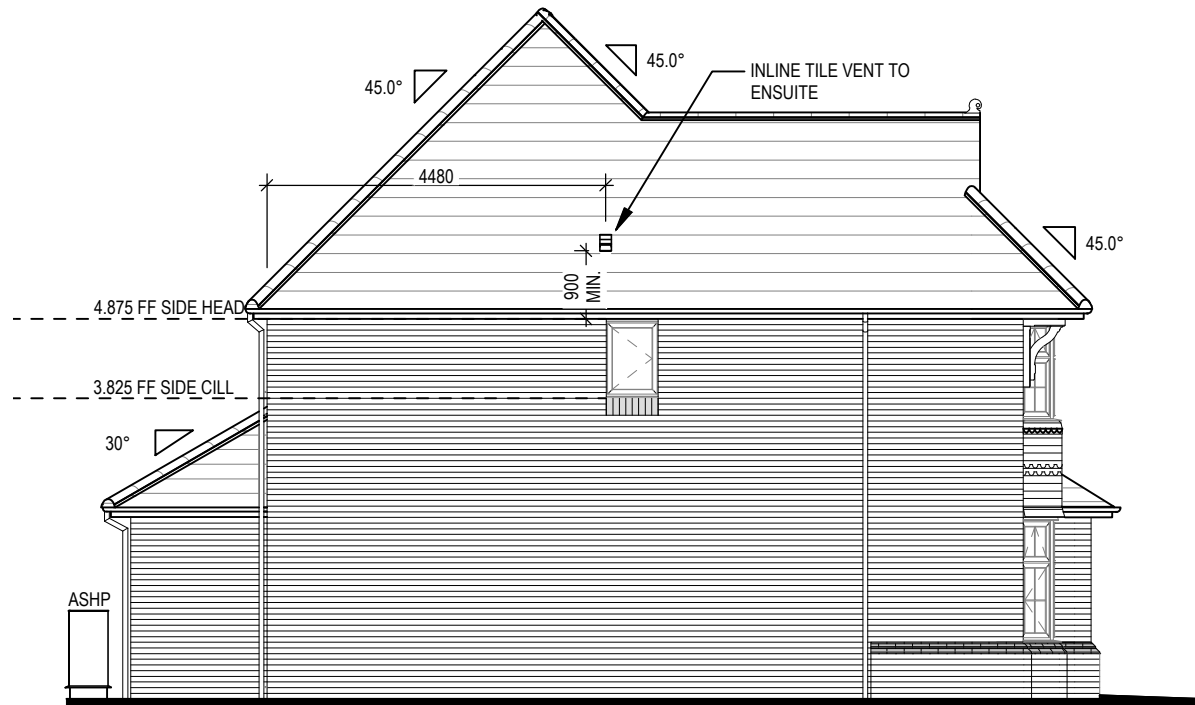 45.0°
45.0°
INLINE TILE VENT TO
ENSUITE
4480
45.0°
900
MIN.
4.875 FF SIDE HEAD
3.825 FF SIDE CILL
30°
ASHP